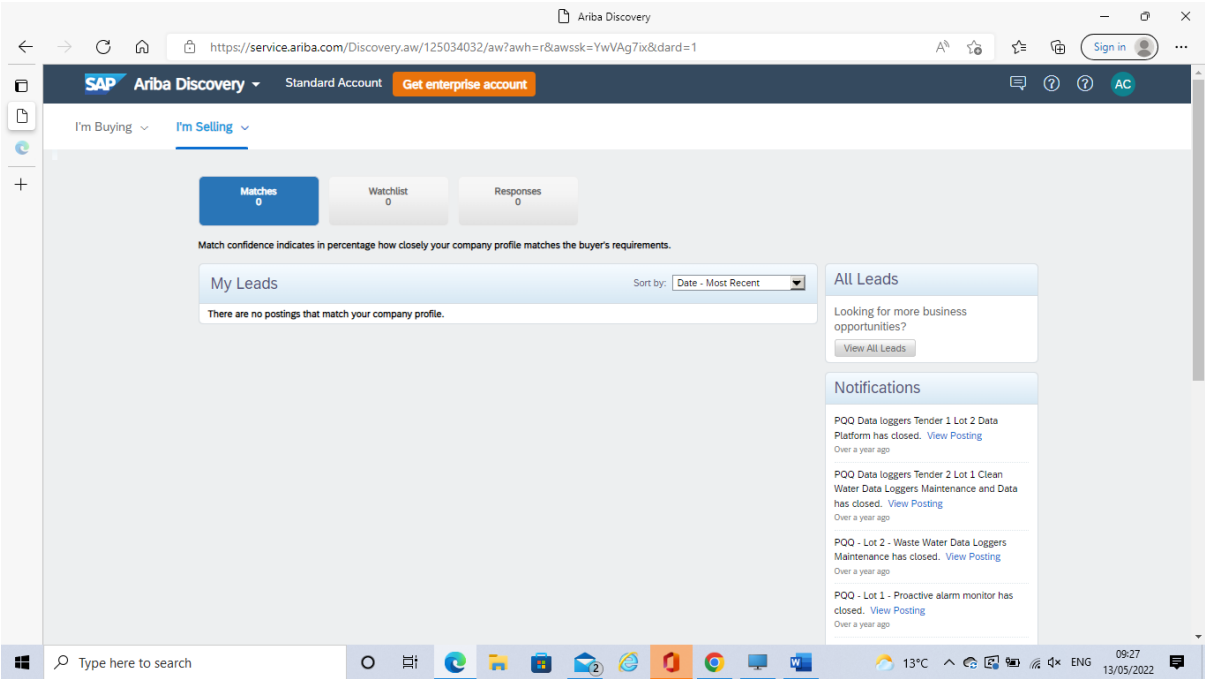 Ariba Discovery
https://service.ariba.com/Discovery.aw/125034032/aw?awh=r&awssk=YwVAg7ix&dard=1
Sign in
SAP Ariba Discovery Standard Account Get enterprise account AC
I'm Buying I'm Selling
Matches Watchlist Responses
0 0 0
Match confidence indicates in percentage how closely your company profile matches the buyer's requirements.
My Leads Sort by: Date - Most Recent
There are no postings that match your company profile.
All Leads
Looking for more business
opportunities?
View All Leads
Notifications
PQQ Data loggers Tender 1 Lot 2 Data
Platform has closed. View Posting
Over a year ago
PQQ Data loggers Tender 2 Lot 1 Clean
Water Data Loggers Maintenance and Data
has closed. View Posting
Over a year ago
PQQ - Lot 2 - Waste Water Data Loggers
Maintenance has closed. View Posting
Over a year ago
PQQ - Lot 1 - Proactive alarm monitor has
closed. View Posting
Over a year ago
Type here to search
2
13°C ENG
09:27
13/05/2022